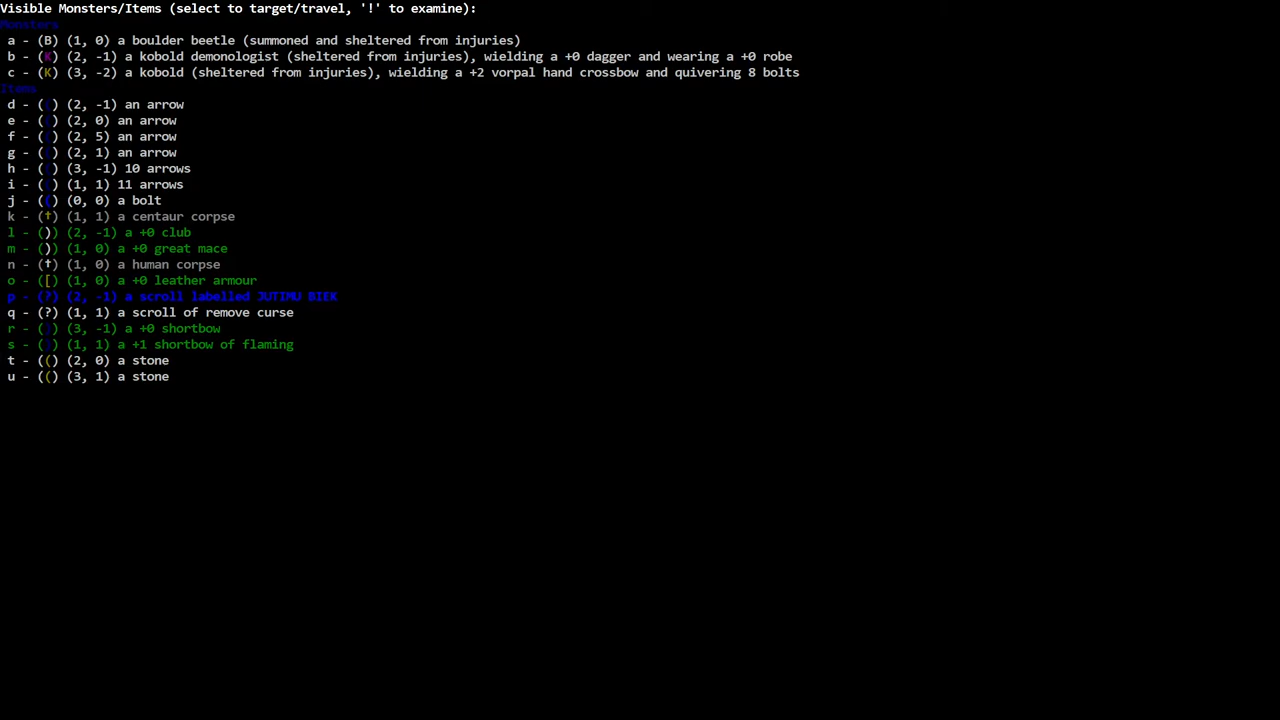 Visible Monsters/Items (select to target/travel, '!' to examine):
Monsters
a - (B) (1, 0) a boulder beetle (summoned and sheltered from injuries)
b - (K) (2, -1) a kobold demonologist (sheltered from injuries), wielding a +0 dagger and wearing a +0 robe
c - (K) (3, -2) a kobold (sheltered from injuries), wielding a +2 vorpal hand crossbow and quivering 8 bolts
Items
d - (() (2, -1) an arrow
e - (() (2, 0) an arrow
f - (() (2, 5) an arrow
g - (() (2, 1) an arrow
h - (() (3, -1) 10 arrows
i - (() (1, 1) 11 arrows
j - (() (0, 0) a bolt
k - (†) (1, 1) a centaur corpse
l - ()) (2, -1) a +0 club
m - ()) (1, 0) a +0 great mace
n - (†) (1, 0) a human corpse
o - ([) (1, 0) a +0 leather armour
p - (?) (2, -1) a scroll labelled JUTIMU DIEK
q - (?) (1, 1) a scroll of remove curse
r - ()) (3, -1) a +0 shortbow
s - ()) (1, 1) a +1 shortbow of flaming
t - (() (2, 0) a stone
u - (() (3, 1) a stone